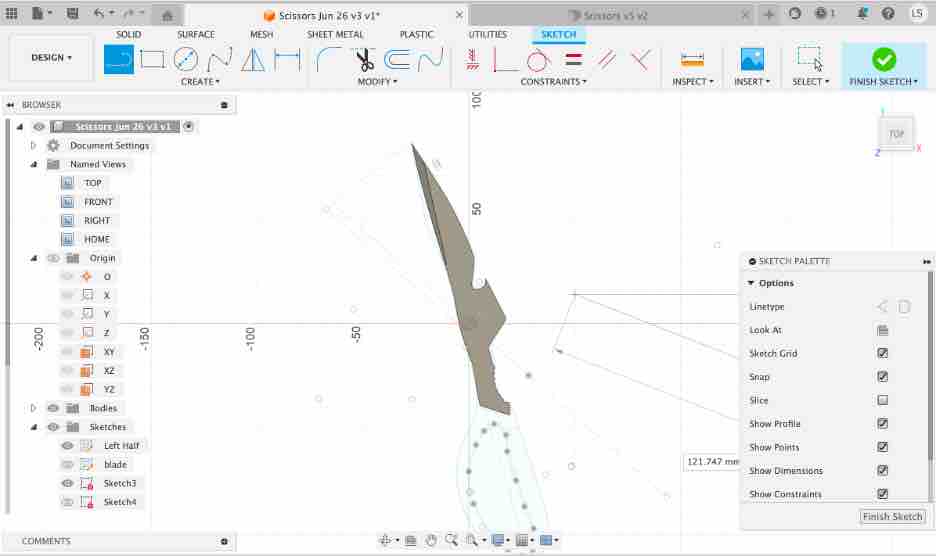 Scissors Jun 26 v3 v1*
Scissors v5 v2
1
LS
DESIGN
SOLID
SURFACE
MESH
SHEET METAL
PLASTIC
UTILITIES
SKETCH
CREATE
MODIFY
CONSTRAINTS
INSPECT
INSERT
SELECT
FINISH SKETCH
BROWSER
Scissors Jun 26 v3 v1
Document Settings
Named Views
TOP
FRONT
RIGHT
HOME
Origin
O
X
Y
Z
XY
XZ
YZ
Bodies
Sketches
Left Half
blade
Sketch3
Sketch4
100
50
-200
-150
-100
-50
121.747 mm
TOP
Z
X
SKETCH PALETTE
Options
Linetype
Look At
Sketch Grid
Snap
Slice
Show Profile
Show Points
Show Dimensions
Show Constraints
Finish Sketch
COMMENTS